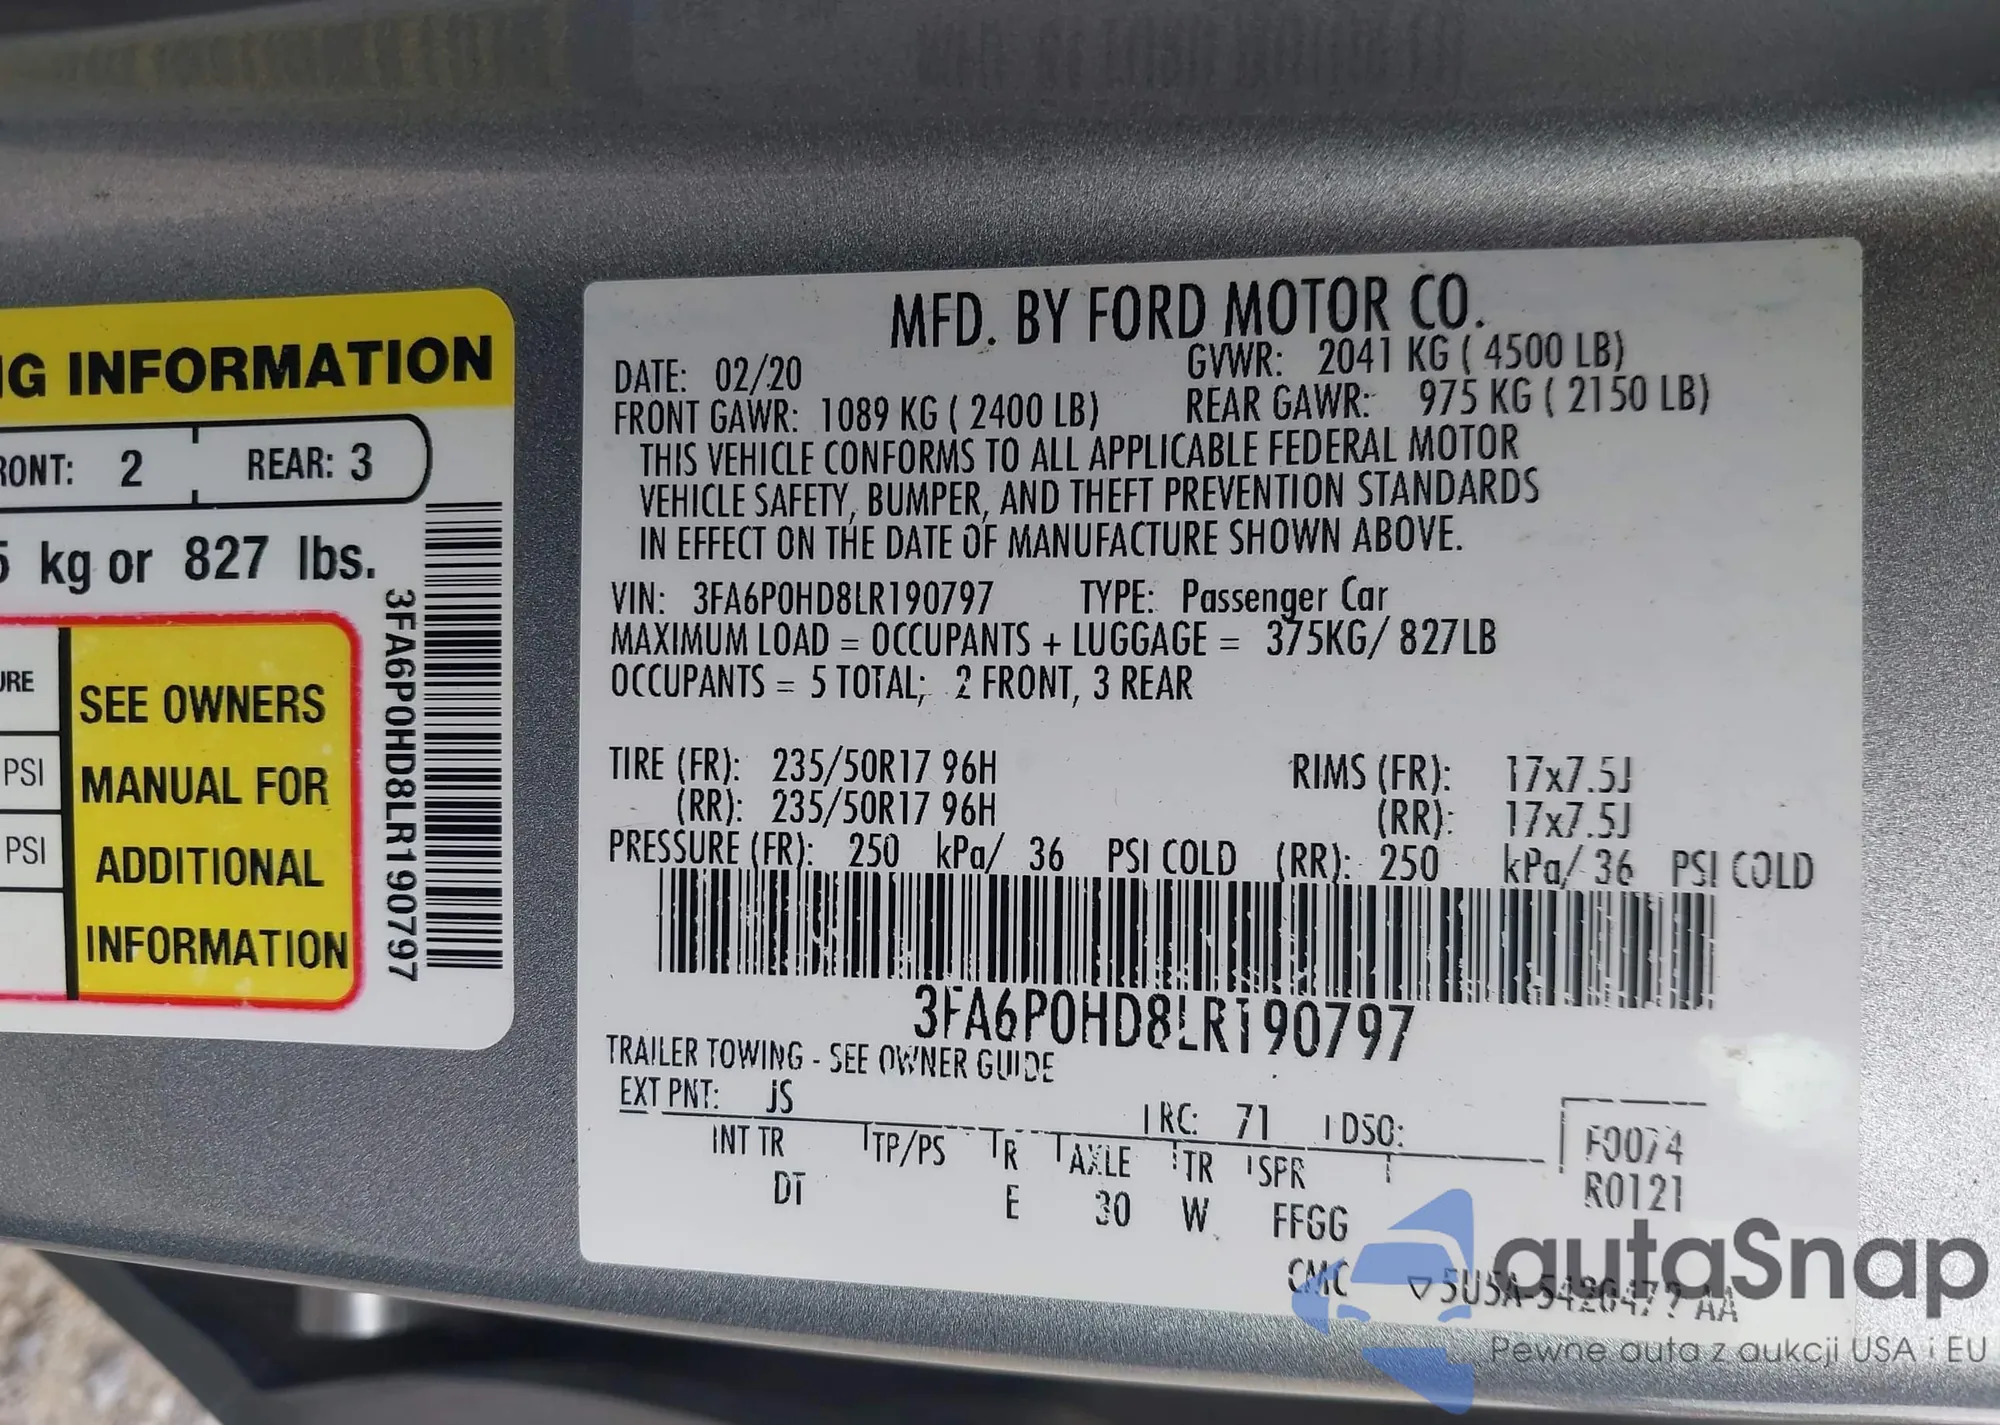 NG INFORMATION
RONT: 2 REAR: 3
5 kg or 827 lbs.
URE
PSI
PSI
SEE OWNERS
MANUAL FOR
ADDITIONAL
INFORMATION
3FA6P0HD8LR190797
MFD. BY FORD MOTOR CO.
DATE: 02/20 GVWR: 2041 KG ( 4500 LB)
FRONT GAWR: 1089 KG ( 2400 LB) REAR GAWR: 975 KG ( 2150 LB)
THIS VEHICLE CONFORMS TO ALL APPLICABLE FEDERAL MOTOR
VEHICLE SAFETY, BUMPER, AND THEFT PREVENTION STANDARDS
IN EFFECT ON THE DATE OF MANUFACTURE SHOWN ABOVE.
VIN: 3FA6P0HD8LR190797 TYPE: Passenger Car
MAXIMUM LOAD = OCCUPANTS + LUGGAGE = 375KG/ 827LB
OCCUPANTS = 5 TOTAL; 2 FRONT, 3 REAR
TIRE (FR): 235/50R17 96H RIMS (FR): 17x7.5J
(RR): 235/50R17 96H (RR): 17x7.5J
PRESSURE (FR): 250 kPa/ 36 PSI COLD (RR): 250 kPa/ 36 PSI COLD
3FA6P0HD8LR190797
TRAILER TOWING - SEE OWNER GUIDE
EXT PNT: JS RC: 71 DSO:
INT TR TP/PS R AXLE TR SPR F0074
DT E 30 W FFGG R0121
CMC
autaSnap
Pewne auta z aukcji USA i EU